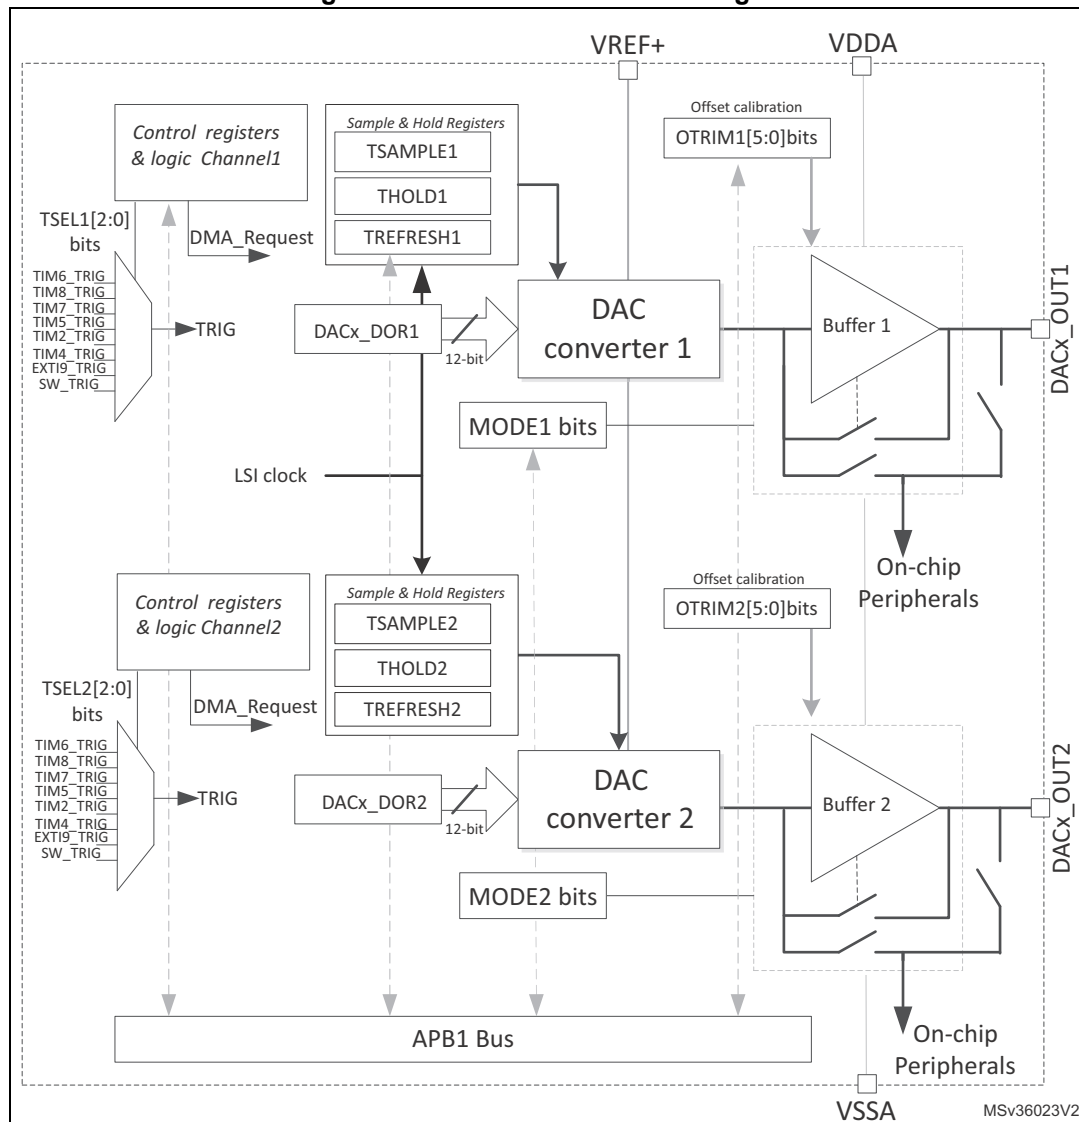 VREF+
VDDA
Control registers
& logic Channel1
Sample & Hold Registers
TSAMPLE1
THOLD1
TREFRESH1
Offset calibration
OTRIM1[5:0]bits
TSEL1[2:0]
bits
DMA_Request
TIM6_TRIG
TIM8_TRIG
TIM7_TRIG
TIM5_TRIG
TIM2_TRIG
TIM4_TRIG
EXTI9_TRIG
SW_TRIG
TRIG
DACx_DOR1
12-bit
DAC
converter 1
Buffer 1
DACx_OUT1
MODE1 bits
LSI clock
On-chip
Peripherals
Control registers
& logic Channel2
Sample & Hold Registers
TSAMPLE2
THOLD2
TREFRESH2
Offset calibration
OTRIM2[5:0]bits
TSEL2[2:0]
bits
DMA_Request
TIM6_TRIG
TIM8_TRIG
TIM7_TRIG
TIM5_TRIG
TIM2_TRIG
TIM4_TRIG
EXTI9_TRIG
SW_TRIG
TRIG
DACx_DOR2
12-bit
DAC
converter 2
Buffer 2
DACx_OUT2
MODE2 bits
APB1 Bus
On-chip
Peripherals
VSSA
MSv36023V2